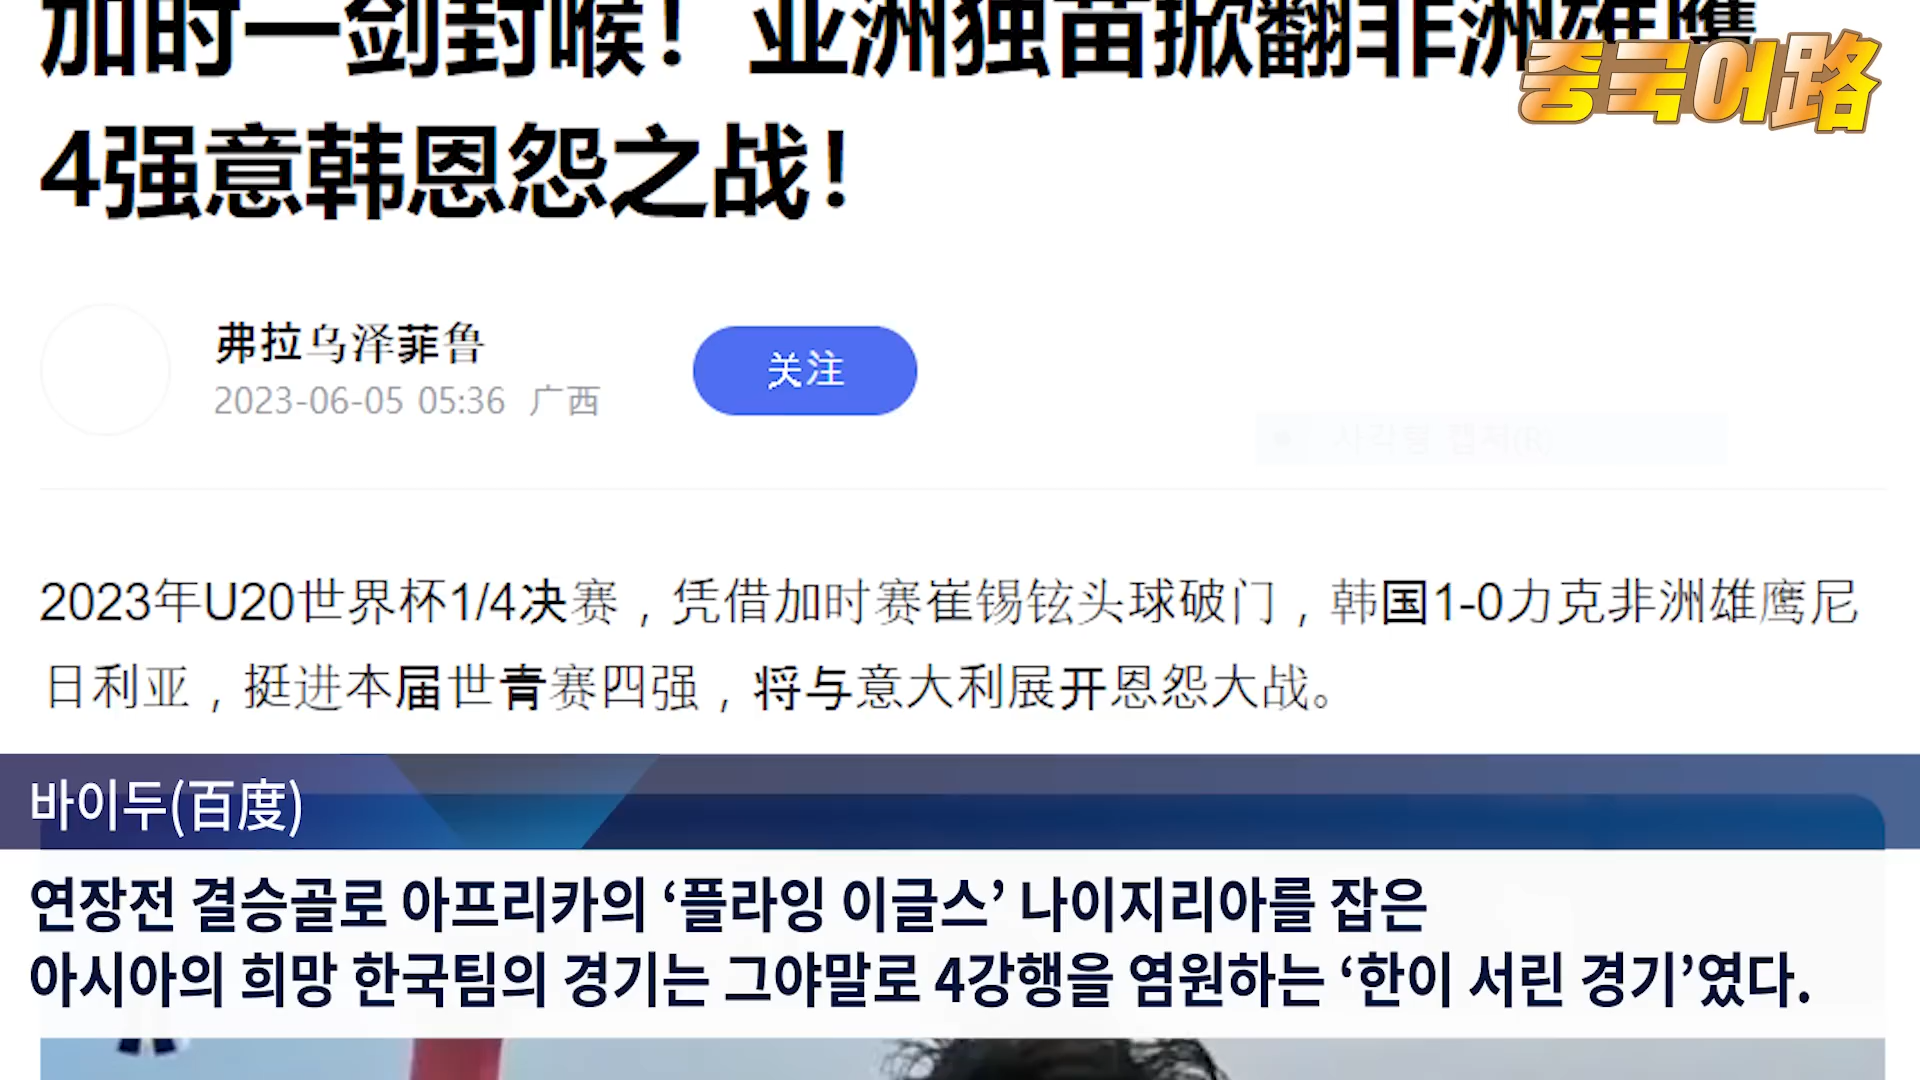 加时一剑封喉！亚洲独苗掀翻非洲雄鹰
중국어路
4强意韩恩怨之战！
弗拉乌泽菲鲁
2023-06-05 05:36 广西
关注
사각형 캡처(R)
2023年U20世界杯1/4决赛，凭借加时赛崔锡铉头球破门，韩国1-0力克非洲雄鹰尼
日利亚，挺进本届世青赛四强，将与意大利展开恩怨大战。
바이두(百度)
연장전 결승골로 아프리카의 ‘플라잉 이글스’ 나이지리아를 잡은
아시아의 희망 한국팀의 경기는 그야말로 4강행을 염원하는 ‘한이 서린 경기’였다.